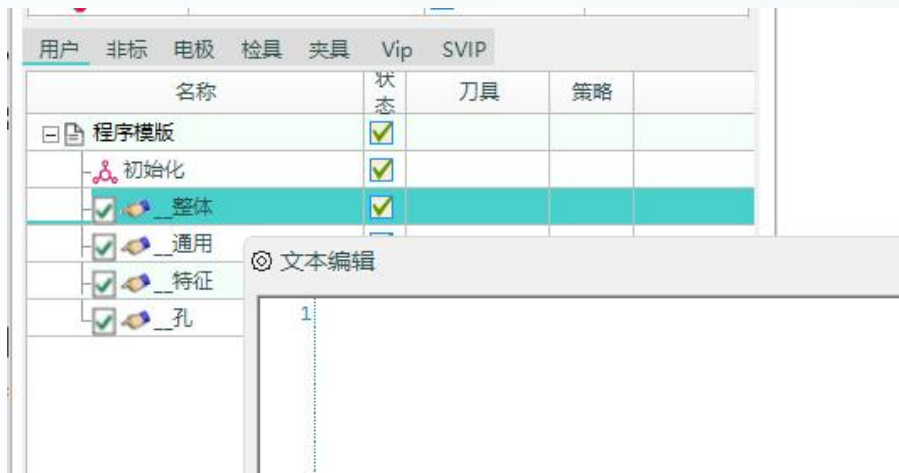 用户 非标 电极 检具 夹具 Vip SVIP
名称 状态 刀具 策略
程序模版
初始化
__整体
__通用
__特征
__孔
文本编辑
1